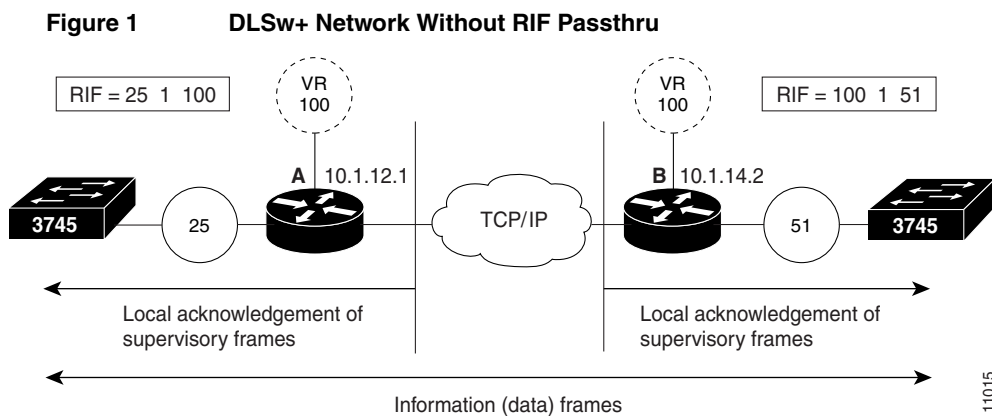 Figure 1 DLSw+ Network Without RIF Passthru
RIF = 25 1 100
VR
100
VR
100
RIF = 100 1 51
A 10.1.12.1
B 10.1.14.2
3745
25
TCP/IP
51
3745
Local acknowledgement of
supervisory frames
Local acknowledgement of
supervisory frames
Information (data) frames
11015